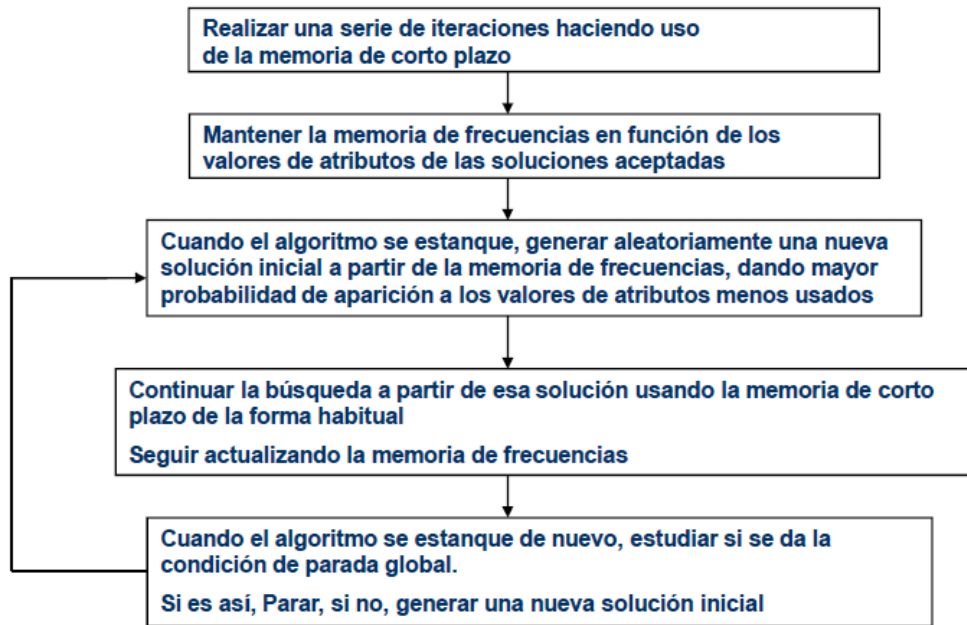 Realizar una serie de iteraciones haciendo uso
de la memoria de corto plazo
Mantener la memoria de frecuencias en función de los
valores de atributos de las soluciones aceptadas
Cuando el algoritmo se estanque, generar aleatoriamente una nueva
solución inicial a partir de la memoria de frecuencias, dando mayor
probabilidad de aparición a los valores de atributos menos usados
Continuar la búsqueda a partir de esa solución usando la memoria de corto
plazo de la forma habitual
Seguir actualizando la memoria de frecuencias
Cuando el algoritmo se estanque de nuevo, estudiar si se da la
condición de parada global.
Si es así, Parar, si no, generar una nueva solución inicial